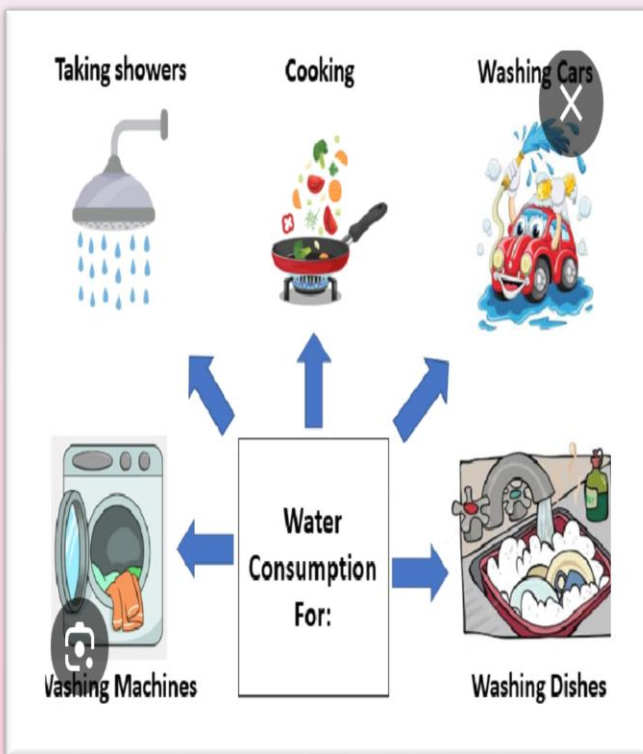 Taking showers
Cooking
Washing Cars
Water
Consumption
For:
Washing Machines
Washing Dishes